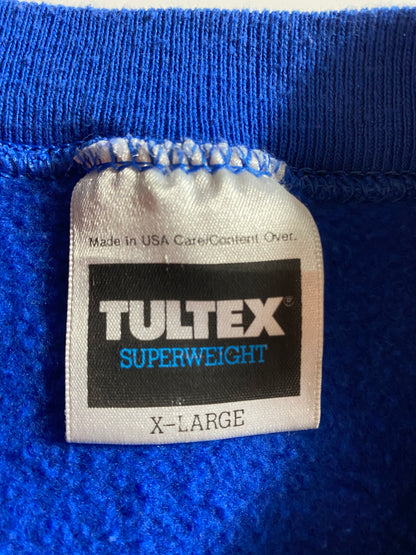 Made in USA Care/Content Over.
TULTEX®
SUPERWEIGHT
X-LARGE